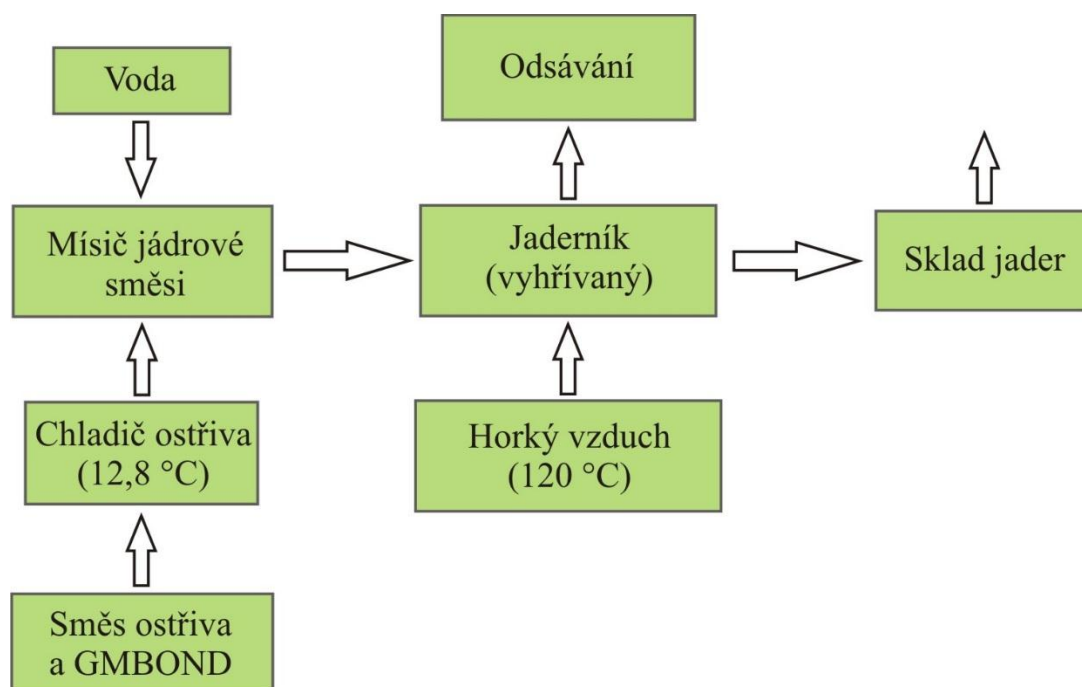 Voda
Odsávání
Mísič jádrové
směsi
Jaderník
(vyhřívaný)
Sklad jader
Chladič ostřiva
(12,8 °C)
Horký vzduch
(120 °C)
Směs ostřiva
a GMBOND